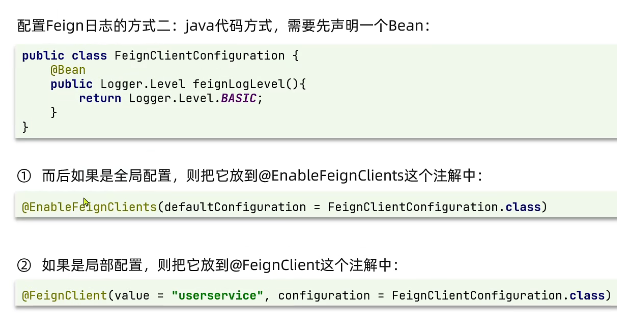 配置Feign日志的方式二：java代码方式，需要先声明一个Bean：
public class FeignClientConfiguration {
    @Bean
    public Logger.Level feignLogLevel(){
        return Logger.Level.BASIC;
    }
}
① 而后如果是全局配置，则把它放到@EnableFeignClients这个注解中：
@EnableFeignClients(defaultConfiguration = FeignClientConfiguration.class)
② 如果是局部配置，则把它放到@FeignClient这个注解中：
@FeignClient(value = "userservice", configuration = FeignClientConfiguration.class)